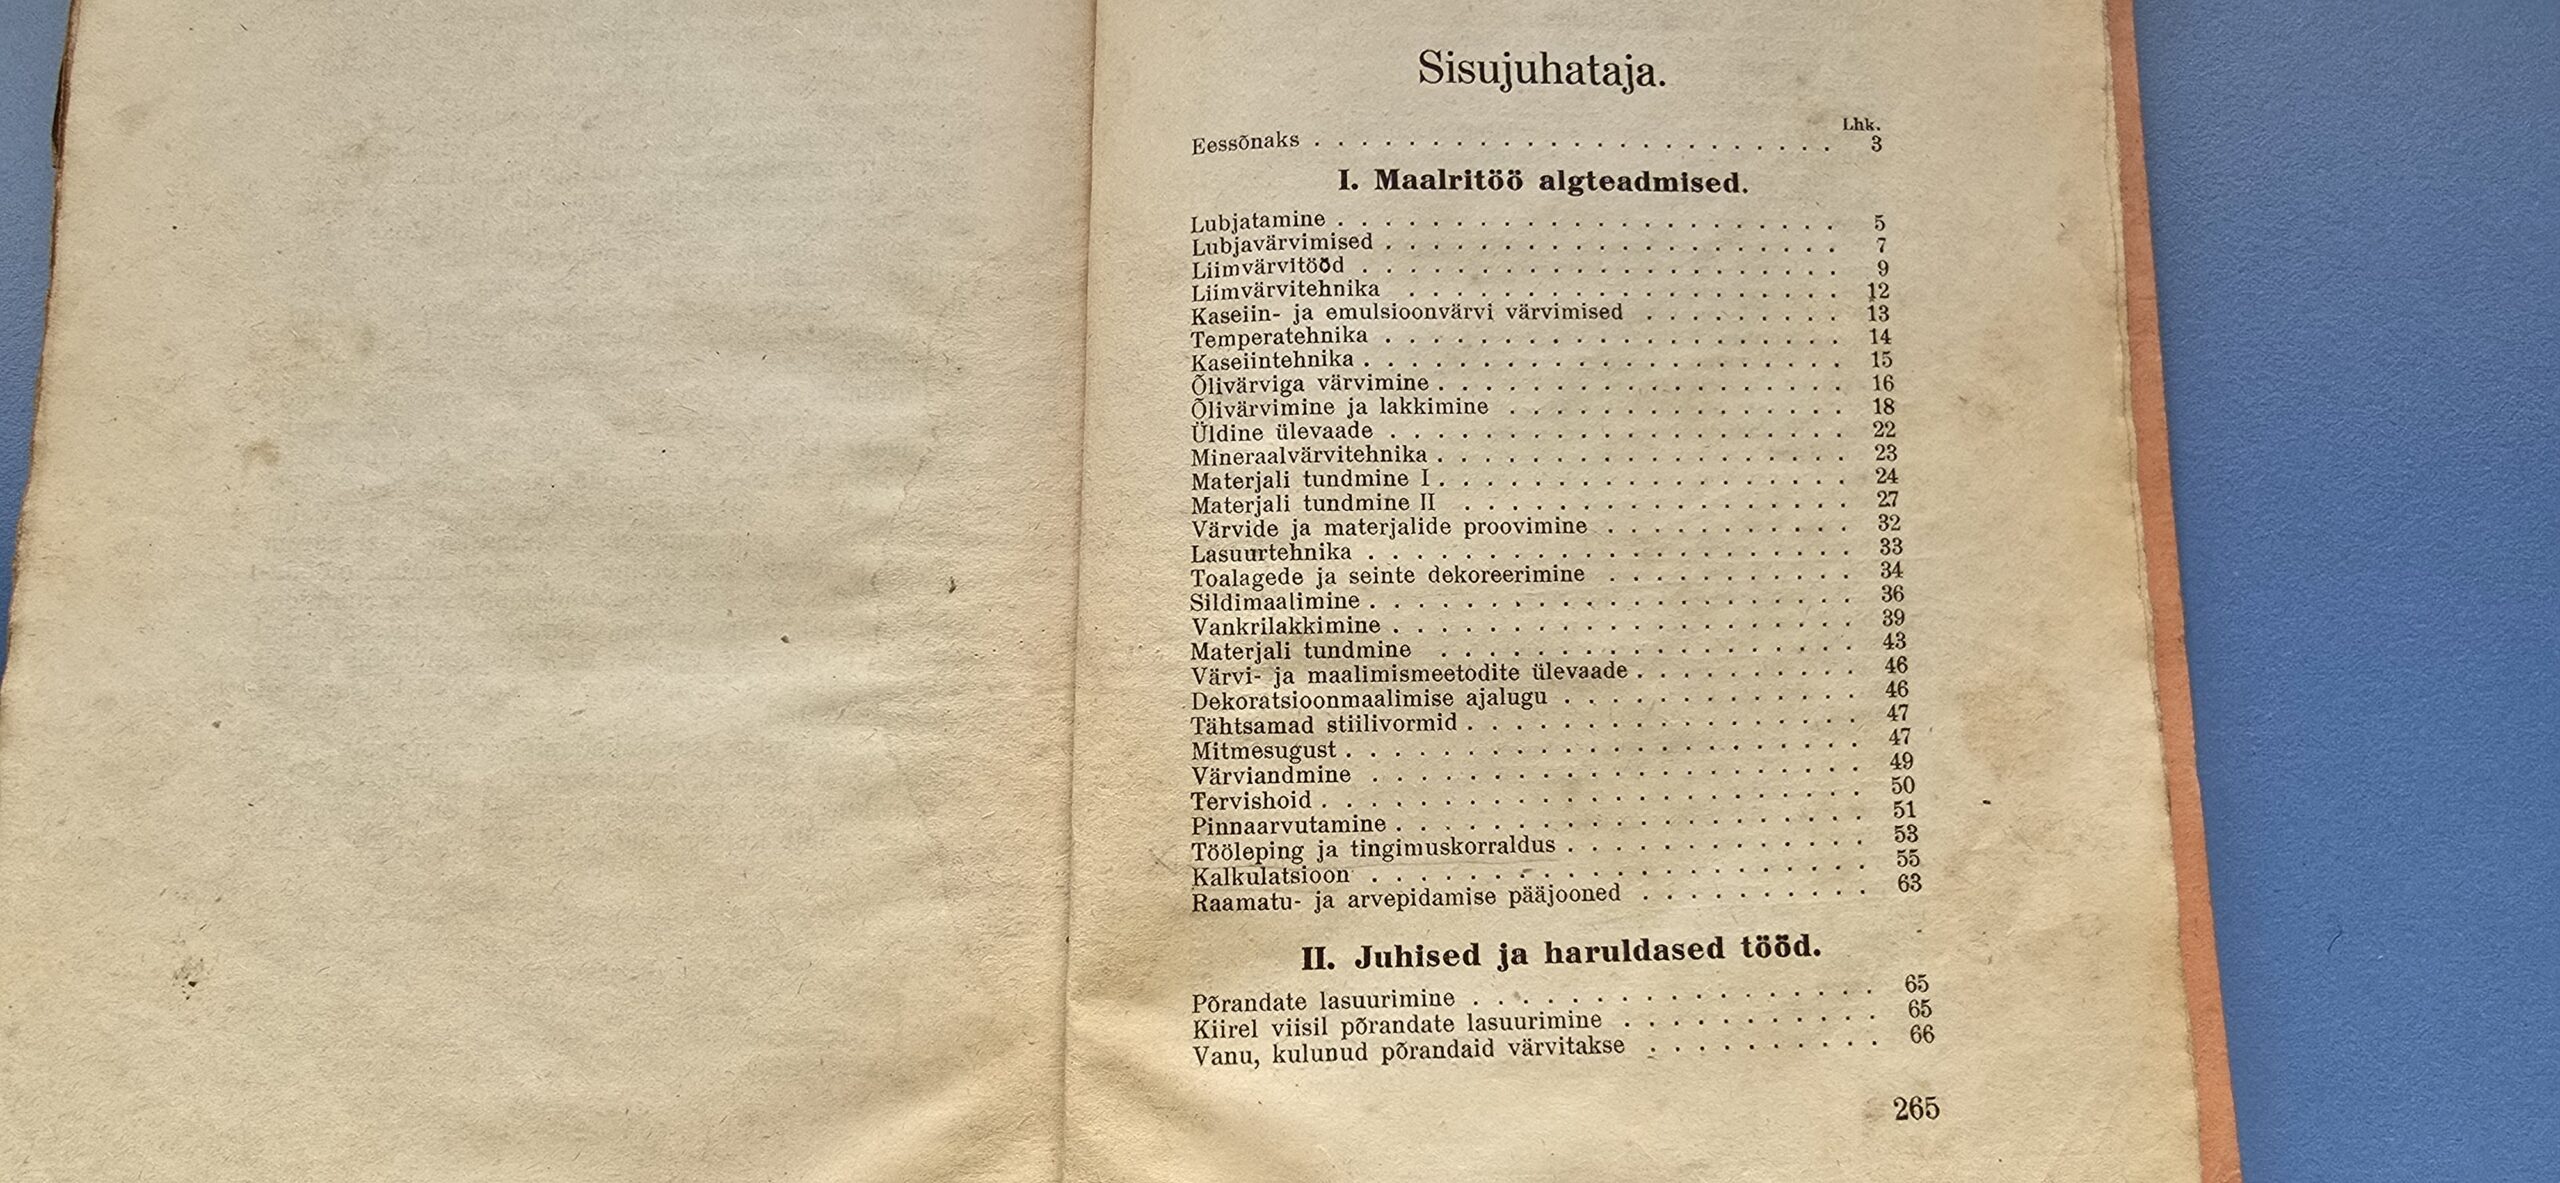 Sisujuhataja.
Lhk.
Eessõnaks . . . . . . . . . . . . . . . . . . . . . . 3
I. Maalritöö algteadmised.
Lubjatamine . . . . . . . . . . . . . . . . . . . . . 5
Lubjavärvimised . . . . . . . . . . . . . . . . . . . 7
Liimvärvitööd . . . . . . . . . . . . . . . . . . . . 9
Liimvärvitehnika . . . . . . . . . . . . . . . . . . 12
Kaseiin- ja emulsioonvärvi värvimised . . . . . . . . . 13
Temperatehnika . . . . . . . . . . . . . . . . . . . 14
Kaseiintehnika . . . . . . . . . . . . . . . . . . . . 15
Õlivärviga värvimine . . . . . . . . . . . . . . . . . 16
Õlivärvimine ja lakkimine . . . . . . . . . . . . . . 18
Üldine ülevaade . . . . . . . . . . . . . . . . . . . 22
Mineraalvärvitehnika . . . . . . . . . . . . . . . . . 23
Materjali tundmine I . . . . . . . . . . . . . . . . . 24
Materjali tundmine II . . . . . . . . . . . . . . . . 27
Värvide ja materjalide proovimine . . . . . . . . . . . 32
Lasuurtehnika . . . . . . . . . . . . . . . . . . . . 33
Toalagede ja seinte dekoreerimine . . . . . . . . . . 34
Sildimaalimine . . . . . . . . . . . . . . . . . . . . 36
Vankrilakkimine . . . . . . . . . . . . . . . . . . . 39
Materjali tundmine . . . . . . . . . . . . . . . . . 43
Värvi- ja maalimismeetodite ülevaade . . . . . . . . . . 46
Dekoratsioonmaalimise ajalugu . . . . . . . . . . . . . 46
Tähtsamad stiilivormid . . . . . . . . . . . . . . . . 47
Mitmesugust . . . . . . . . . . . . . . . . . . . . . 47
Värviandmine . . . . . . . . . . . . . . . . . . . . 49
Tervishoid . . . . . . . . . . . . . . . . . . . . . . 50
Pinnaarvutamine . . . . . . . . . . . . . . . . . . . 51
Tööleping ja tingimuskorraldus . . . . . . . . . . . . 53
Kalkulatsioon . . . . . . . . . . . . . . . . . . . . 55
Raamatu- ja arvepidamise pääjooned . . . . . . . . . . 63
II. Juhised ja haruldased tööd.
Põrandate lasuurimine . . . . . . . . . . . . . . . . 65
Kiirel viisil põrandate lasuurimine . . . . . . . . . . . 65
Vanu, kulunud põrandaid värvitakse . . . . . . . . . . 66
265